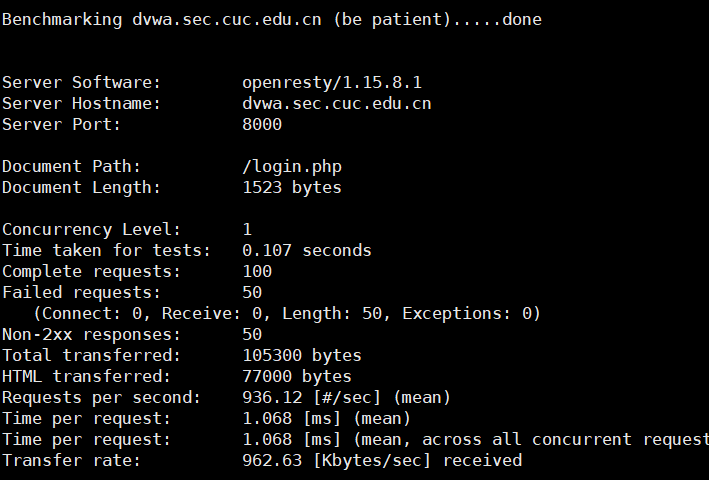 Benchmarking dvwa.sec.cuc.edu.cn (be patient).....done
Server Software: openresty/1.15.8.1
Server Hostname: dvwa.sec.cuc.edu.cn
Server Port: 8000
Document Path: /login.php
Document Length: 1523 bytes
Concurrency Level: 1
Time taken for tests: 0.107 seconds
Complete requests: 100
Failed requests: 50
(Connect: 0, Receive: 0, Length: 50, Exceptions: 0)
Non-2xx responses: 50
Total transferred: 105300 bytes
HTML transferred: 77000 bytes
Requests per second: 936.12 [#/sec] (mean)
Time per request: 1.068 [ms] (mean)
Time per request: 1.068 [ms] (mean, across all concurrent request
Transfer rate: 962.63 [Kbytes/sec] received